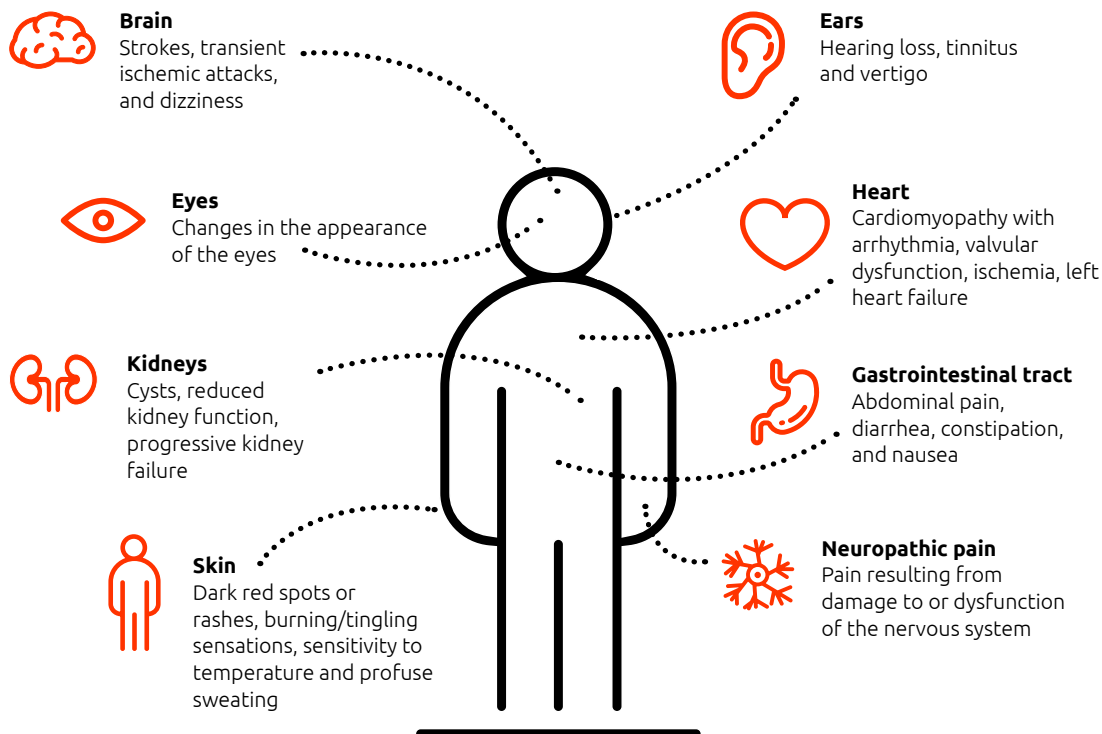 Brain
Strokes, transient
ischemic attacks,
and dizziness
Ears
Hearing loss, tinnitus
and vertigo
Eyes
Changes in the appearance
of the eyes
Heart
Cardiomyopathy with
arrhythmia, valvular
dysfunction, ischemia, left
heart failure
Kidneys
Cysts, reduced
kidney function,
progressive kidney
failure
Gastrointestinal tract
Abdominal pain,
diarrhea, constipation,
and nausea
Skin
Dark red spots or
rashes, burning/tingling
sensations, sensitivity to
temperature and profuse
sweating
Neuropathic pain
Pain resulting from
damage to or dysfunction
of the nervous system